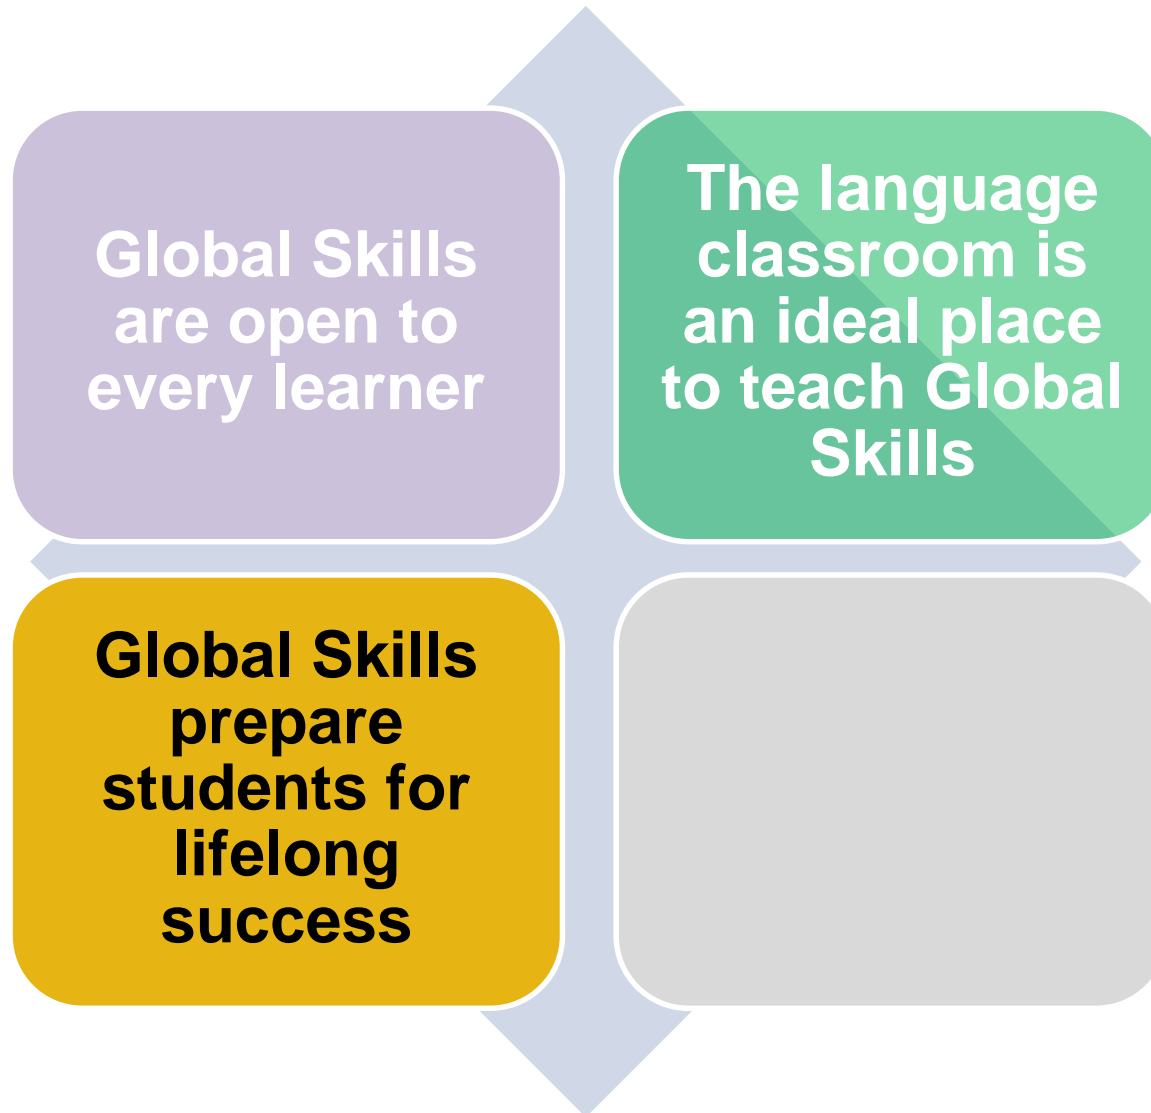 Global Skills
are open to
every learner
The language
classroom is
an ideal place
to teach Global
Skills
Global Skills
prepare
students for
lifelong
success